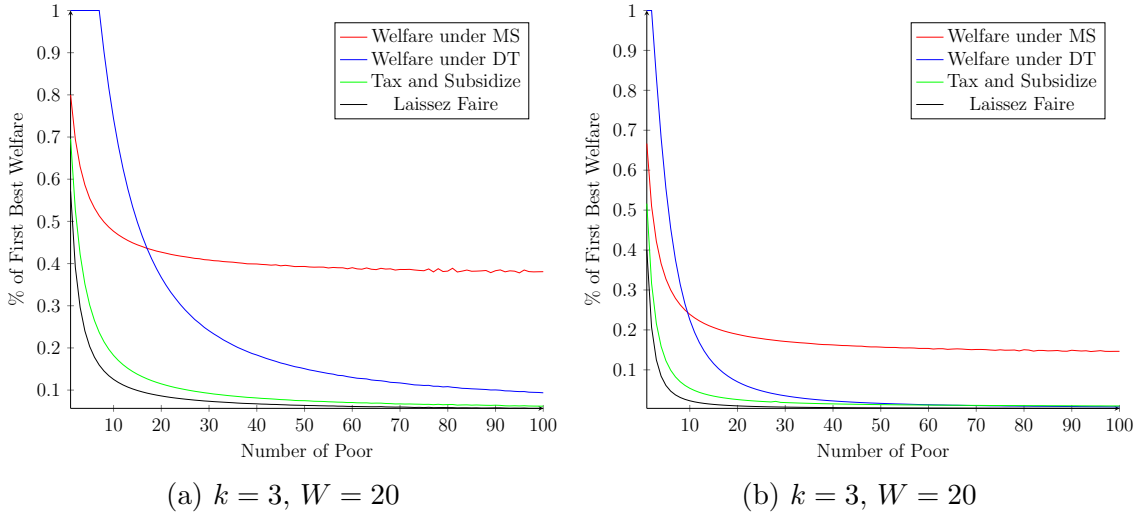 1
0.9
0.8
0.7
0.6
0.5
0.4
0.3
0.2
0.1
% of First Best Welfare
10 20 30 40 50 60 70 80 90 100
Number of Poor
Welfare under MS
Welfare under DT
Tax and Subsidize
Laissez Faire
(a) k = 3, W = 20
1
0.9
0.8
0.7
0.6
0.5
0.4
0.3
0.2
0.1
% of First Best Welfare
10 20 30 40 50 60 70 80 90 100
Number of Poor
Welfare under MS
Welfare under DT
Tax and Subsidize
Laissez Faire
(b) k = 3, W = 20